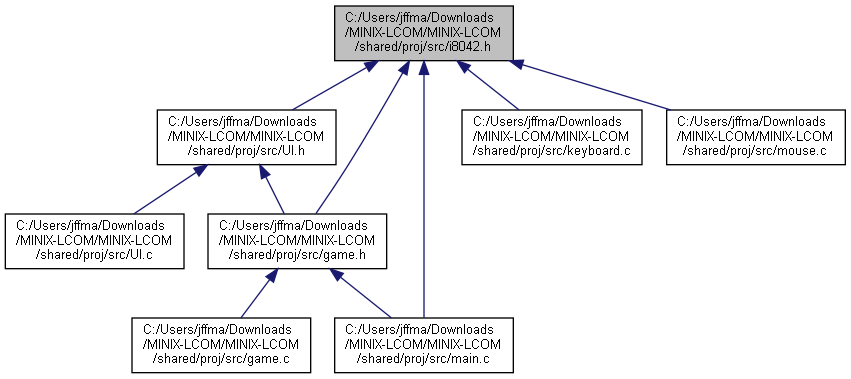 C:/Users/jffma/Downloads
/MINIX-LCOM/MINIX-LCOM
/shared/proj/src/i8042.h
C:/Users/jffma/Downloads
/MINIX-LCOM/MINIX-LCOM
/shared/proj/src/UI.h
C:/Users/jffma/Downloads
/MINIX-LCOM/MINIX-LCOM
/shared/proj/src/keyboard.c
C:/Users/jffma/Downloads
/MINIX-LCOM/MINIX-LCOM
/shared/proj/src/mouse.c
C:/Users/jffma/Downloads
/MINIX-LCOM/MINIX-LCOM
/shared/proj/src/UI.c
C:/Users/jffma/Downloads
/MINIX-LCOM/MINIX-LCOM
/shared/proj/src/game.h
C:/Users/jffma/Downloads
/MINIX-LCOM/MINIX-LCOM
/shared/proj/src/game.c
C:/Users/jffma/Downloads
/MINIX-LCOM/MINIX-LCOM
/shared/proj/src/main.c